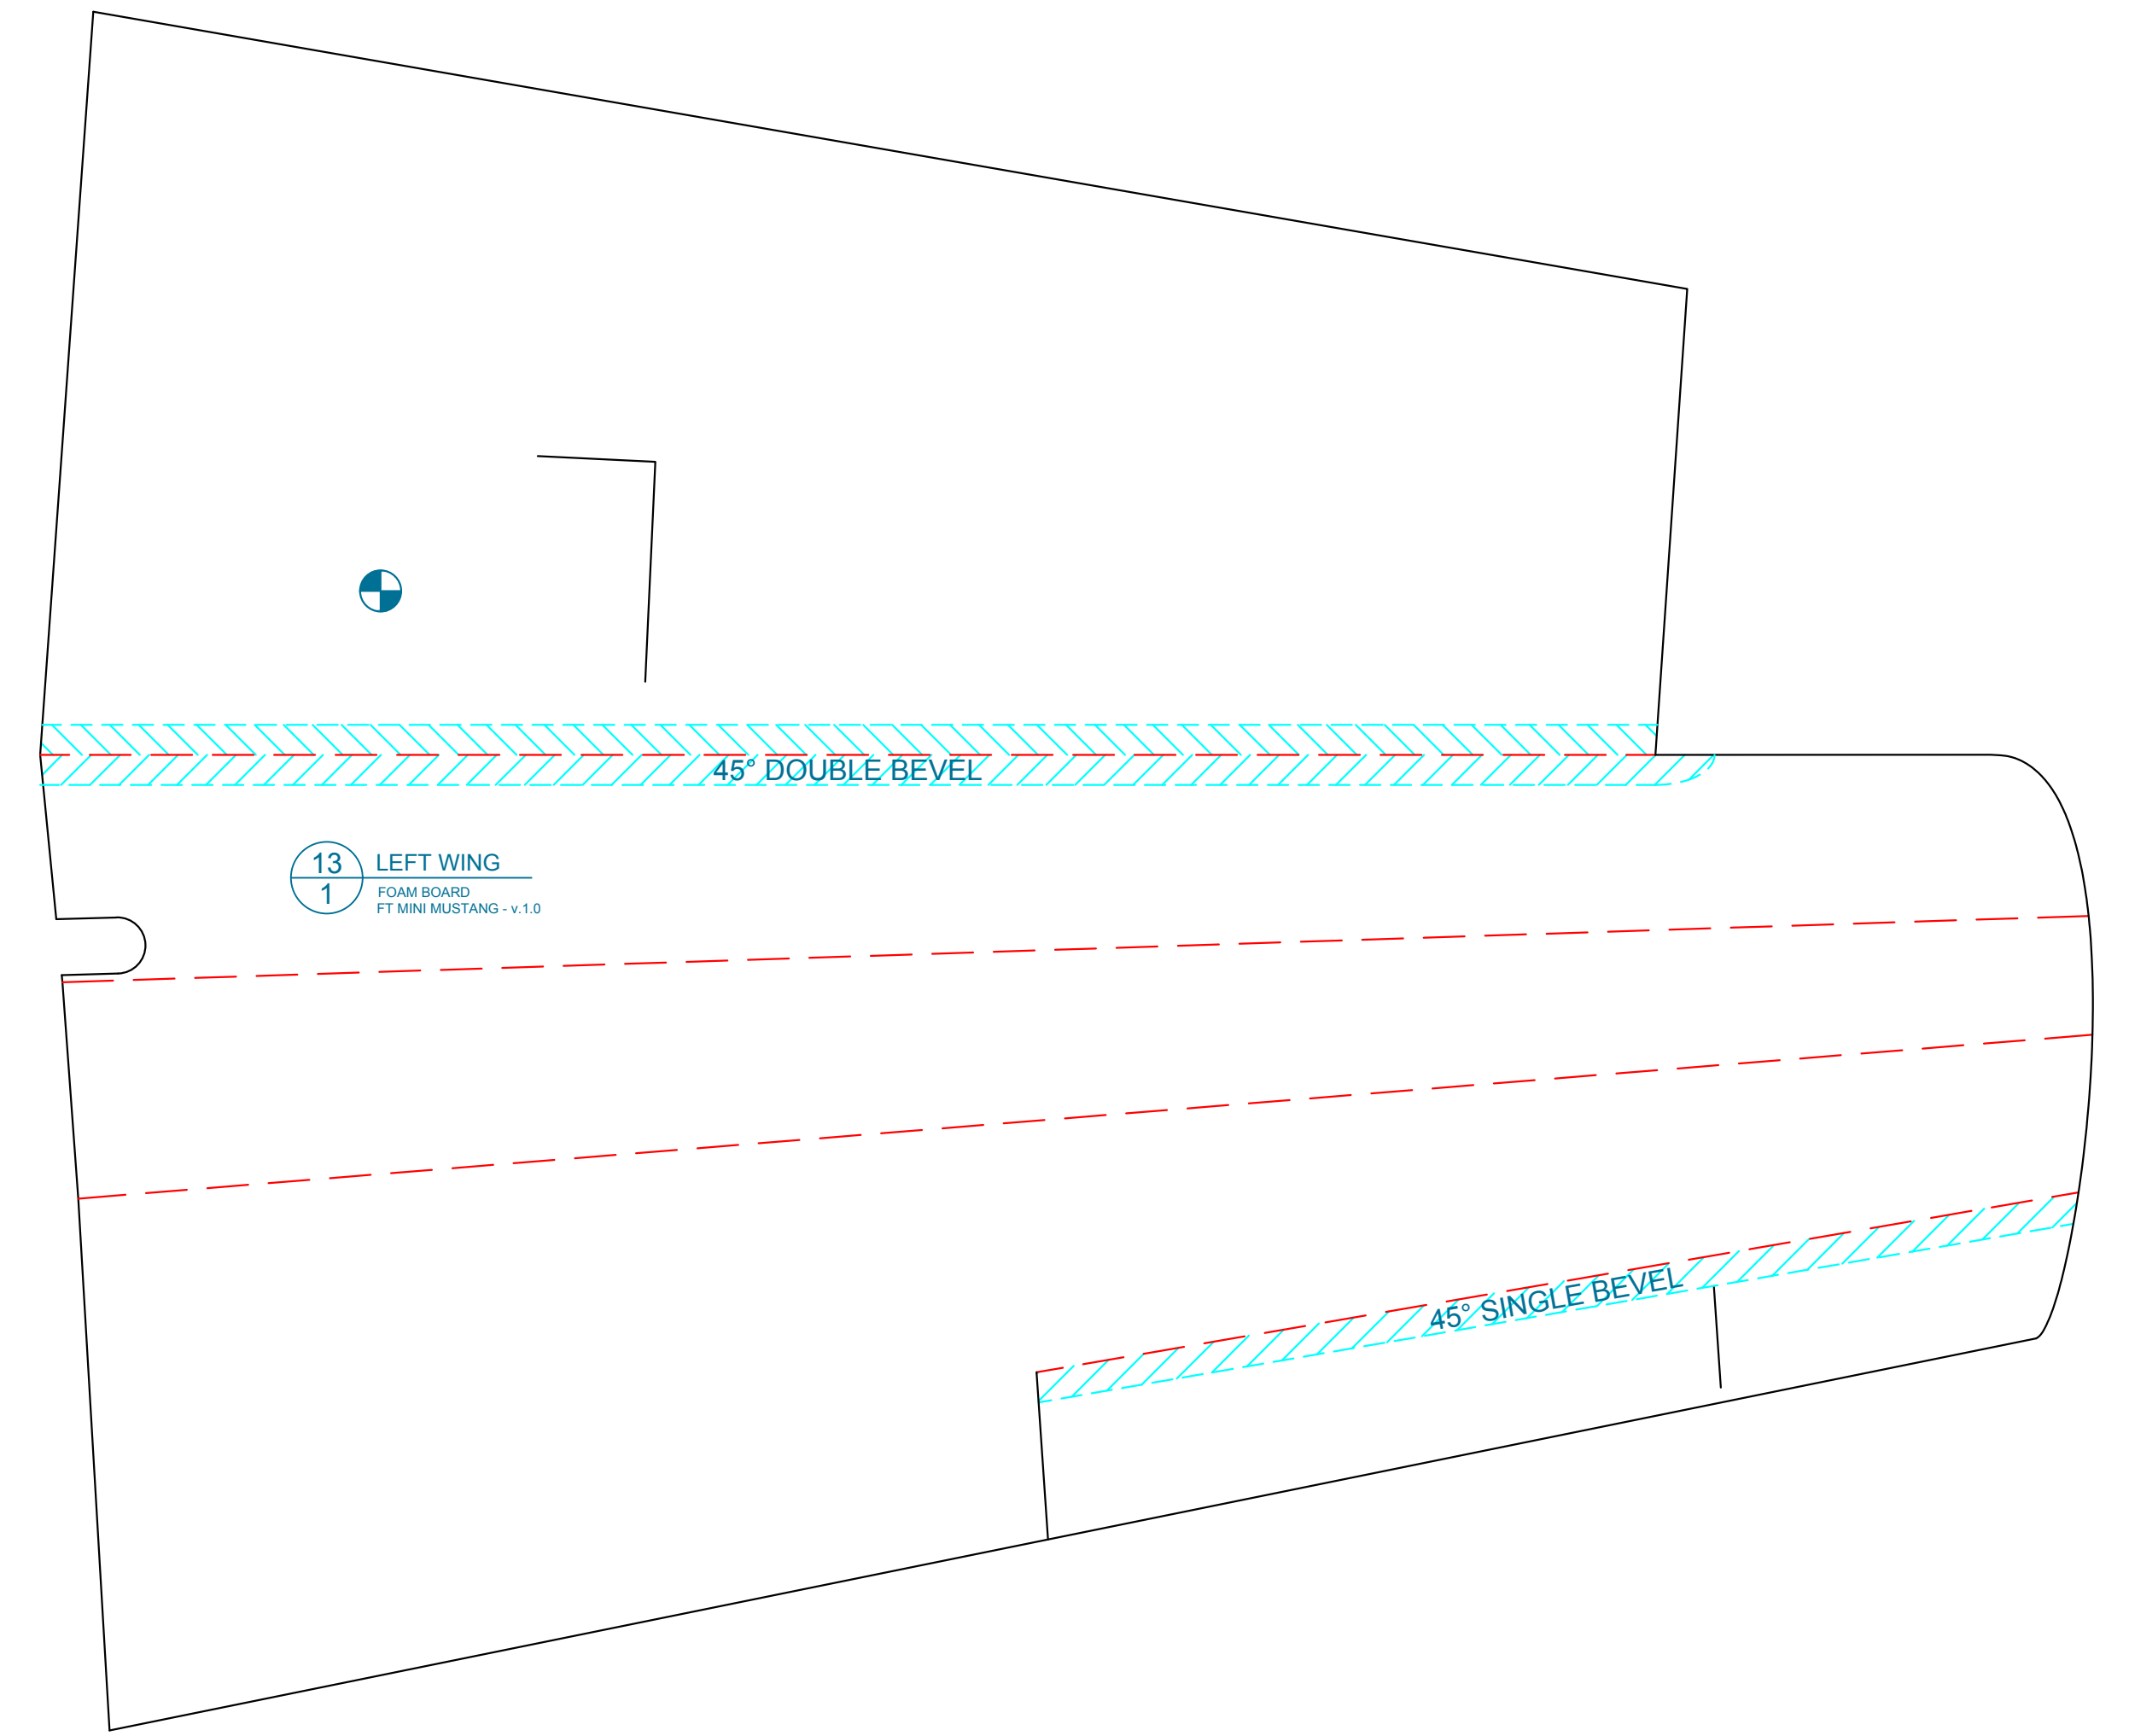 45° DOUBLE BEVEL
13
LEFT WING
1
FOAM BOARD
FT MINI MUSTANG - v.1.0
45° SINGLE BEVEL